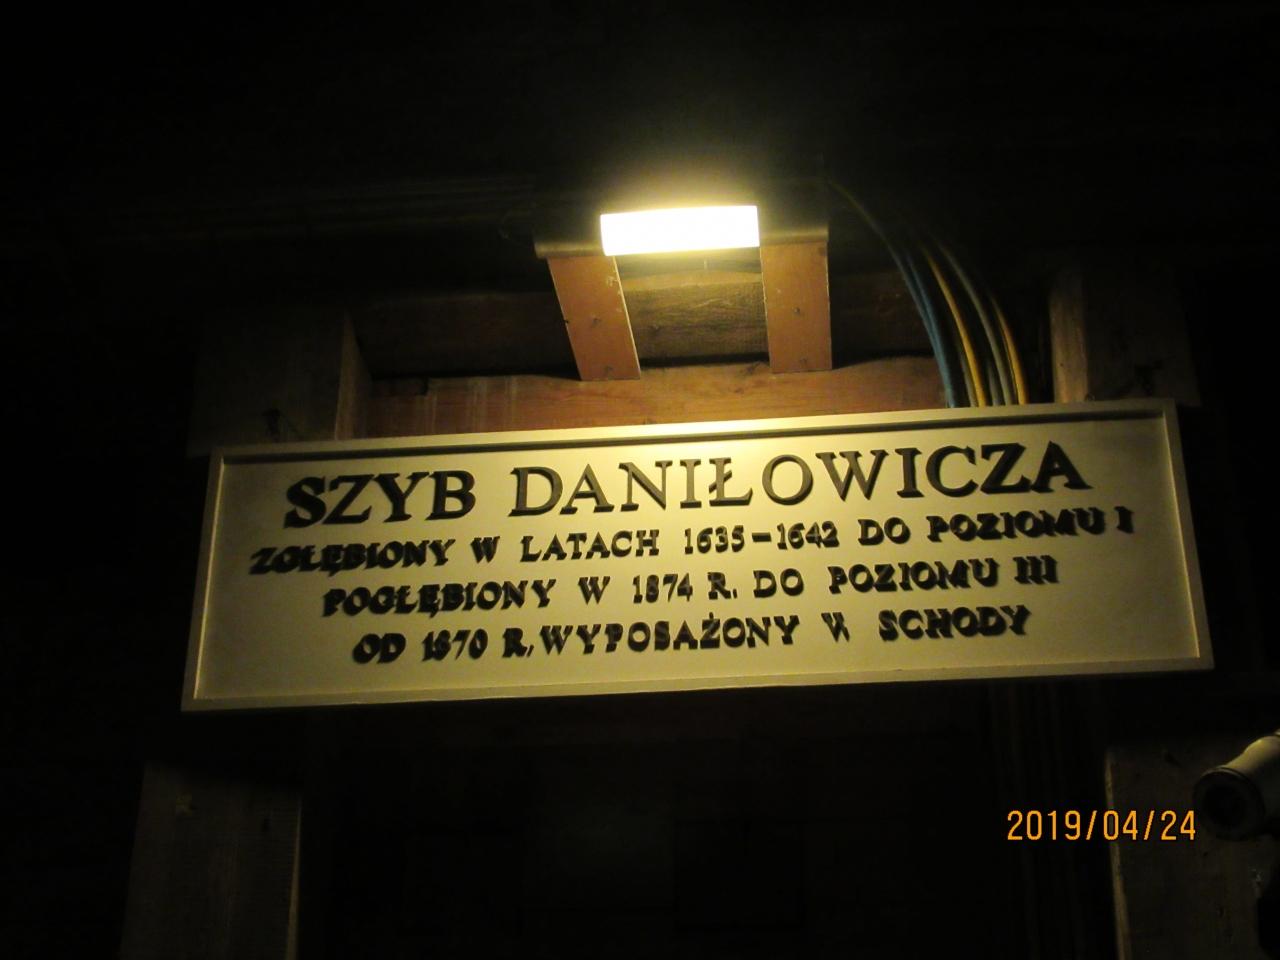 SZYB DANIŁOWICZA
ZGŁĘBIONY W LATACH 1635-1642 DO POZIOMU I
POGŁĘBIONY W 1874 R. DO POZIOMU III
OD 1870 R. WYPOSAŻONY W SCHODY
2019/04/24